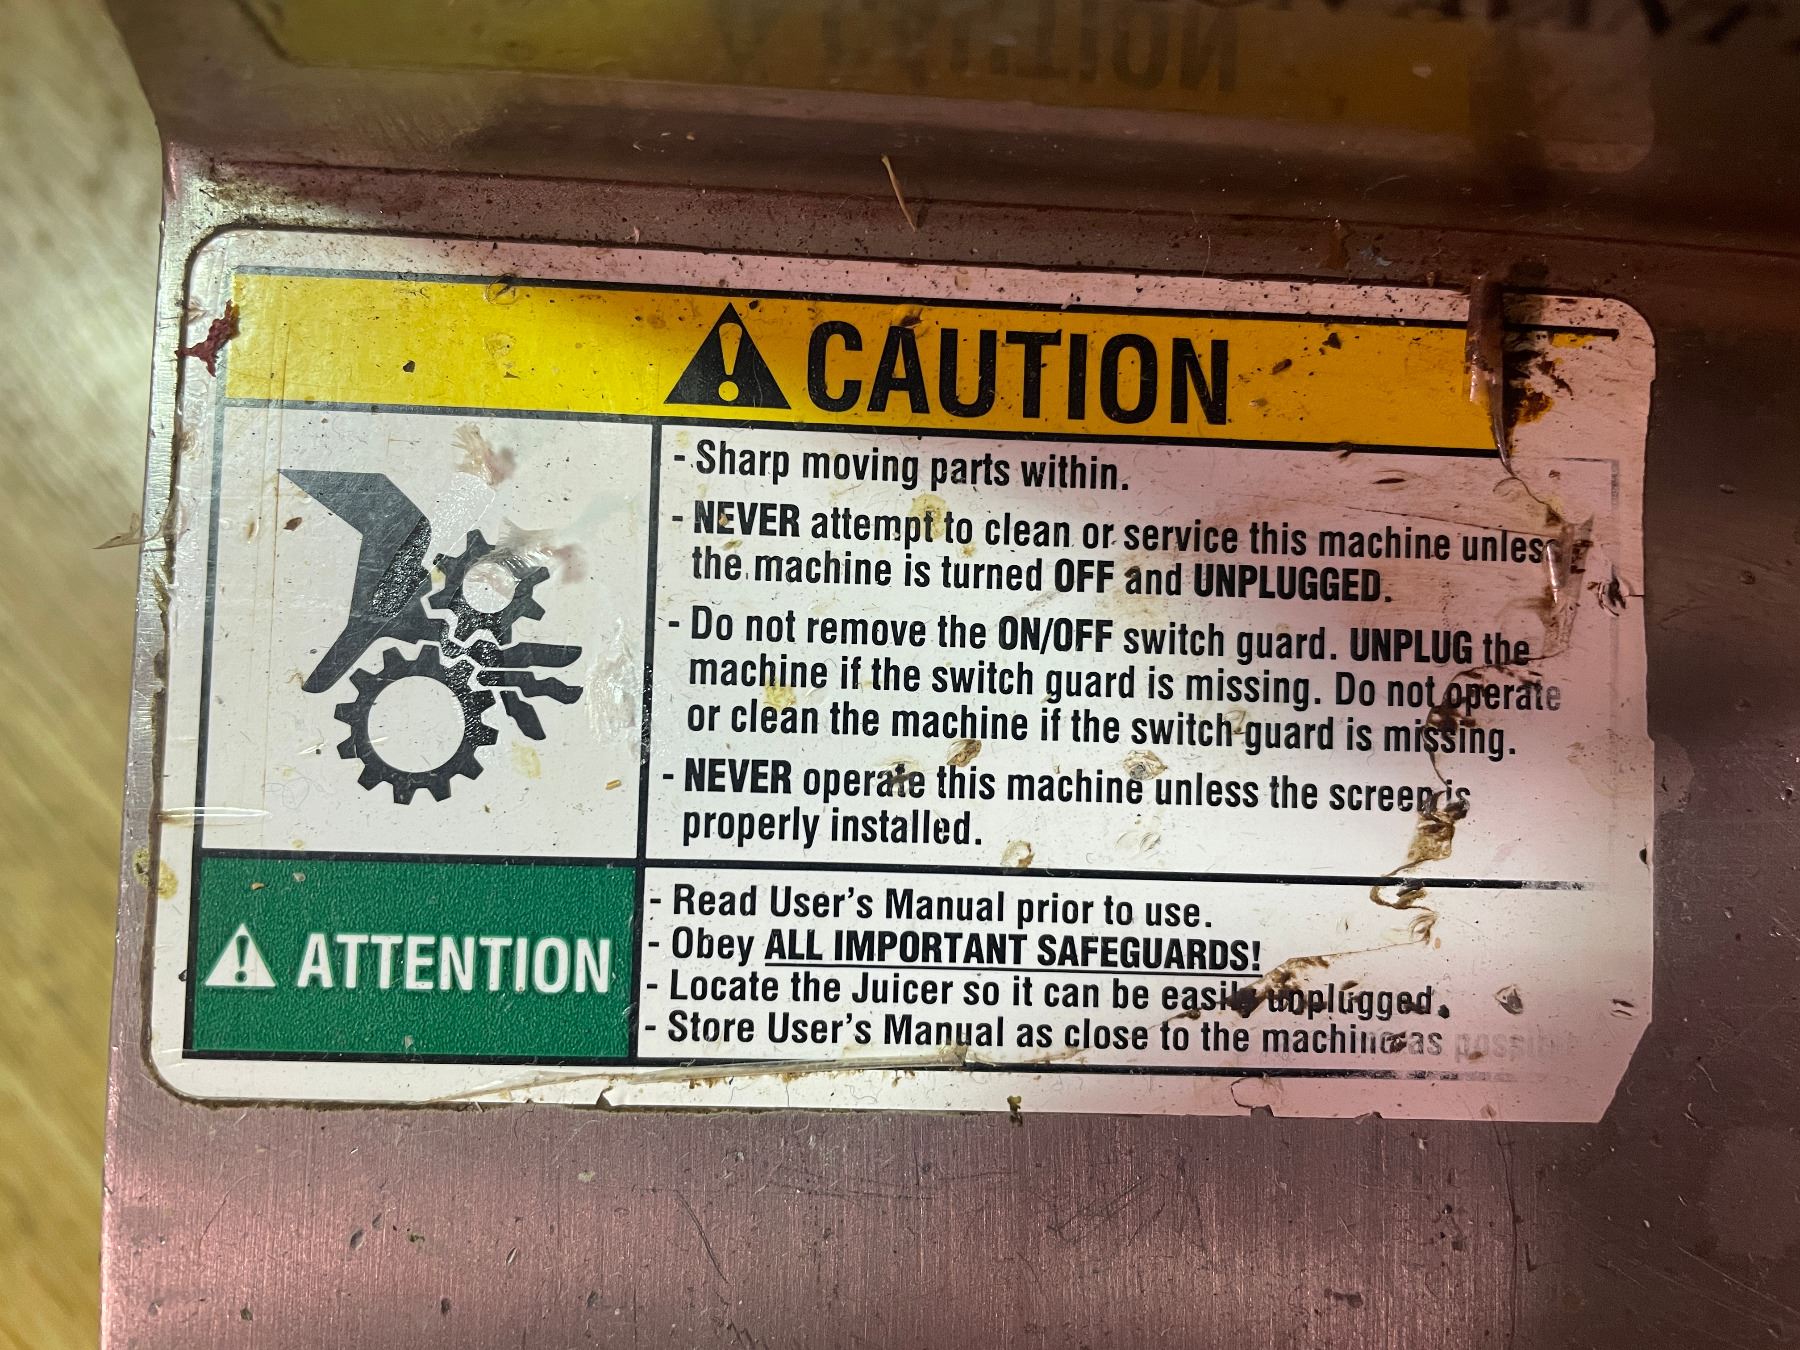 CAUTION
- Sharp moving parts within.
- NEVER attempt to clean or service this machine unless
the machine is turned OFF and UNPLUGGED.
- Do not remove the ON/OFF switch guard. UNPLUG the
machine if the switch guard is missing. Do not operate
or clean the machine if the switch guard is missing.
- NEVER operate this machine unless the screen is
properly installed.
ATTENTION
- Read User's Manual prior to use.
- Obey ALL IMPORTANT SAFEGUARDS!
- Locate the Juicer so it can be easily unplugged.
- Store User's Manual as close to the machine as